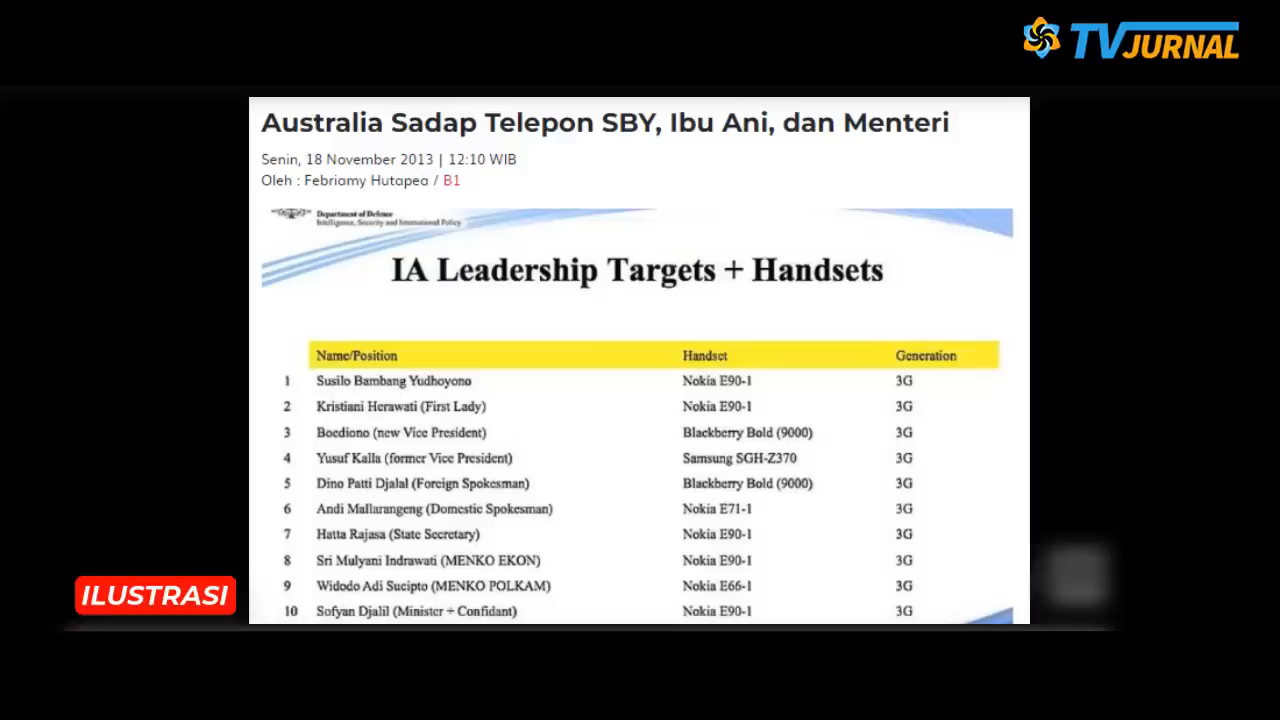 TVJURNAL
Australia Sadap Telepon SBY, Ibu Ani, dan Menteri
Senin, 18 November 2013 | 12:10 WIB
Oleh : Febriamy Hutapea / B1
Department of Defence
Intelligence, Security and International Policy
IA Leadership Targets + Handsets
Name/Position Handset Generation
1 Susilo Bambang Yudhoyono Nokia E90-1 3G
2 Kristiani Herawati (First Lady) Nokia E90-1 3G
3 Boediono (new Vice President) Blackberry Bold (9000) 3G
4 Yusuf Kalla (former Vice President) Samsung SGH-Z370 3G
5 Dino Patti Djalal (Foreign Spokesman) Blackberry Bold (9000) 3G
6 Andi Mallarangeng (Domestic Spokesman) Nokia E71-1 3G
7 Hatta Rajasa (State Secretary) Nokia E90-1 3G
8 Sri Mulyani Indrawati (MENKO EKON) Nokia E90-1 3G
9 Widodo Adi Sucipto (MENKO POLKAM) Nokia E66-1 3G
10 Sofyan Djalil (Minister + Confidant) Nokia E90-1 3G
ILUSTRASI